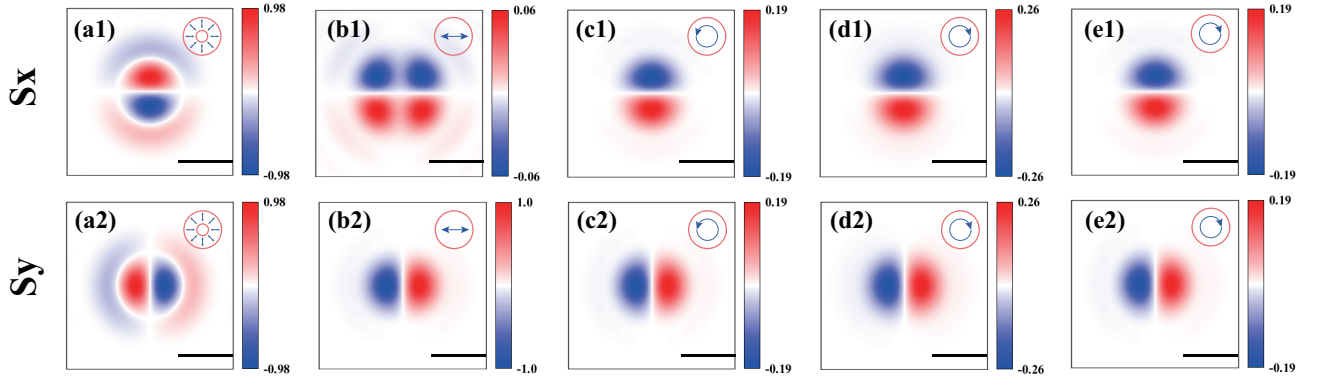 Sx
(a1) 0.98 -0.98
(b1) 0.06 -0.06
(c1) 0.19 -0.19
(d1) 0.26 -0.26
(e1) 0.19 -0.19
Sy
(a2) 0.98 -0.98
(b2) 1.0 -1.0
(c2) 0.19 -0.19
(d2) 0.26 -0.26
(e2) 0.19 -0.19